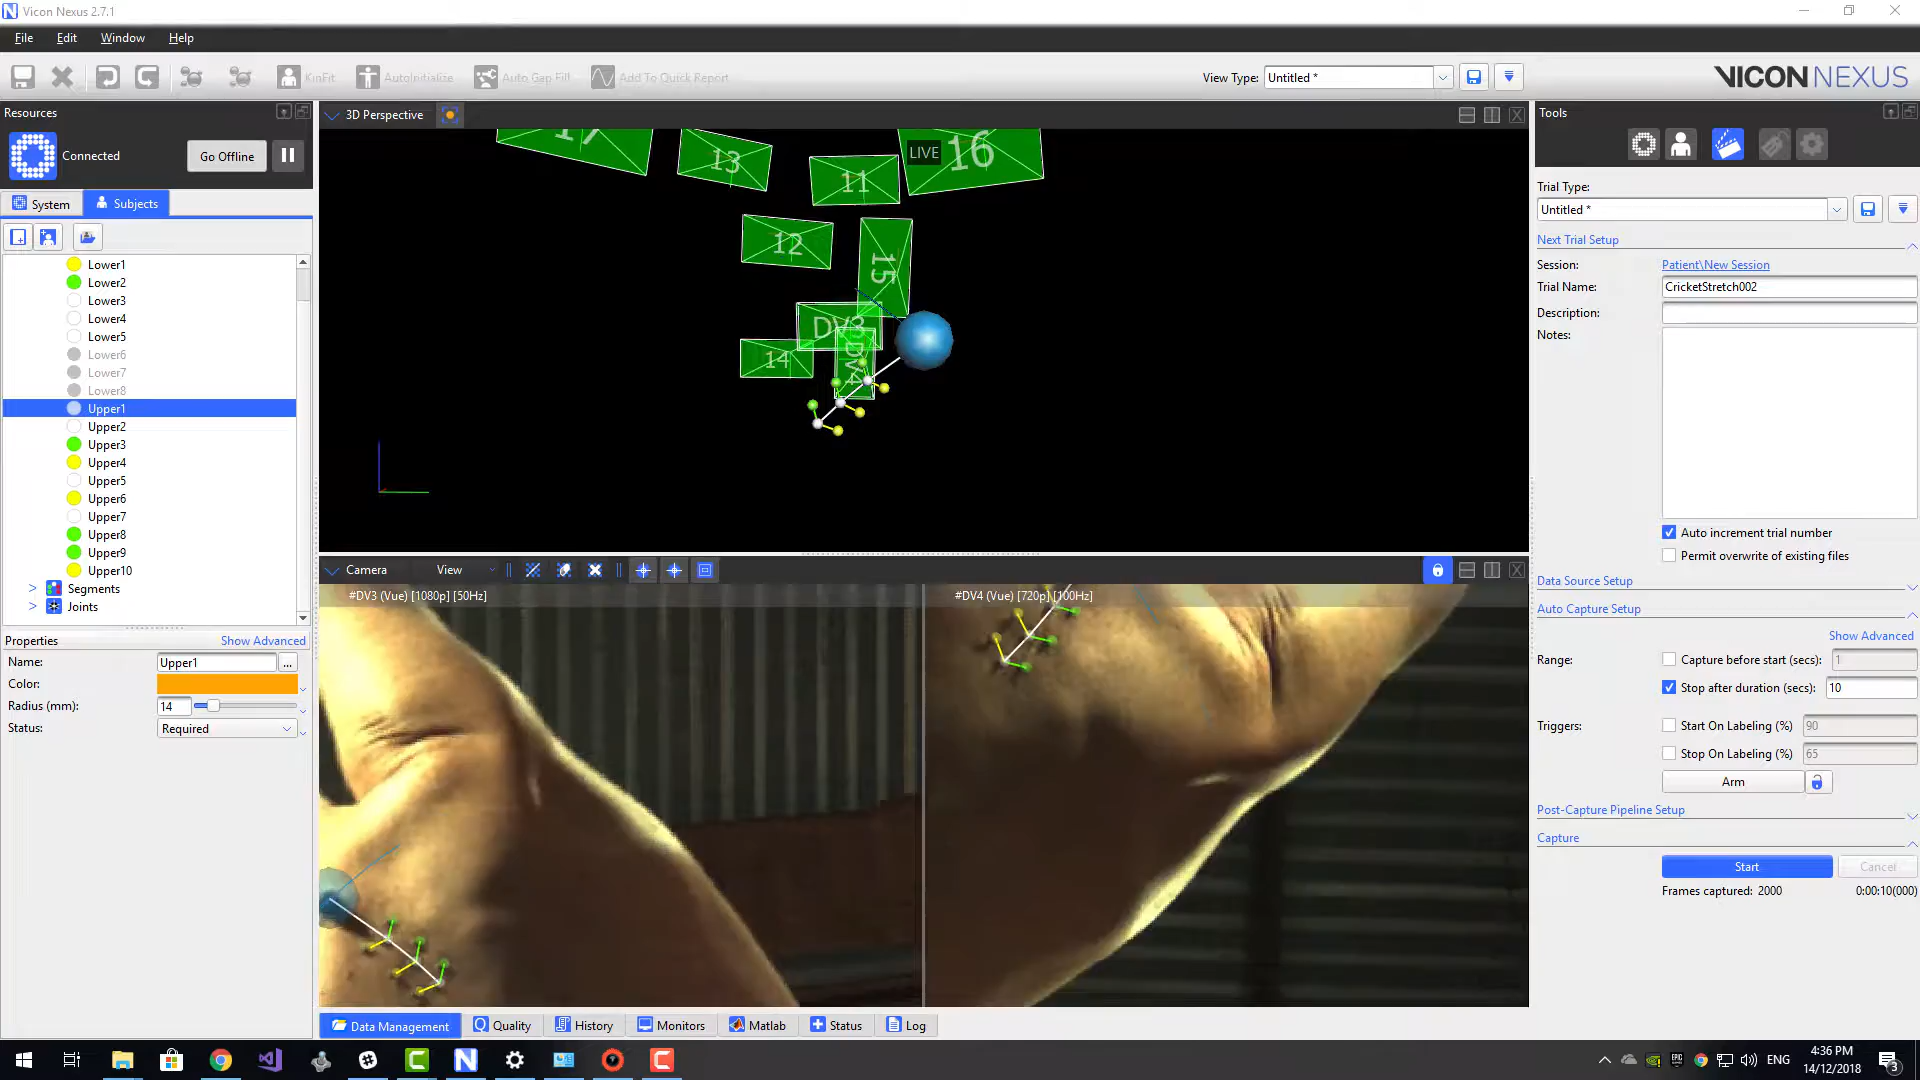 Vicon Nexus 2.7.1
File Edit Window Help
KinFit AutoInitialize Auto Gap Fill Add To Quick Report
View Type: Untitled *
VICON NEXUS
Resources
Connected
Go Offline
System
Subjects
Lower1
Lower2
Lower3
Lower4
Lower5
Lower6
Lower7
Lower8
Upper1
Upper2
Upper3
Upper4
Upper5
Upper6
Upper7
Upper8
Upper9
Upper10
Segments
Joints
Properties Show Advanced
Name: Upper1 ...
Color:
Radius (mm): 14
Status: Required
3D Perspective
17
13
11
LIVE
16
12
15
DV3
DV4
14
Camera View
#DV3 (Vue) [1080p] [50Hz]
#DV4 (Vue) [720p] [100Hz]
Data Management Quality History Monitors Matlab Status Log
Tools
Trial Type:
Untitled *
Next Trial Setup
Session: Patient\New Session
Trial Name: CricketStretch002
Description:
Notes:
Auto increment trial number
Permit overwrite of existing files
Data Source Setup
Auto Capture Setup
Show Advanced
Range: Capture before start (secs): 1
Stop after duration (secs): 10
Triggers: Start On Labeling (%) 90
Stop On Labeling (%) 65
Arm
Post-Capture Pipeline Setup
Capture
Start Cancel
Frames captured: 2000 0:00:10(000)
ENG
4:36 PM
14/12/2018
3